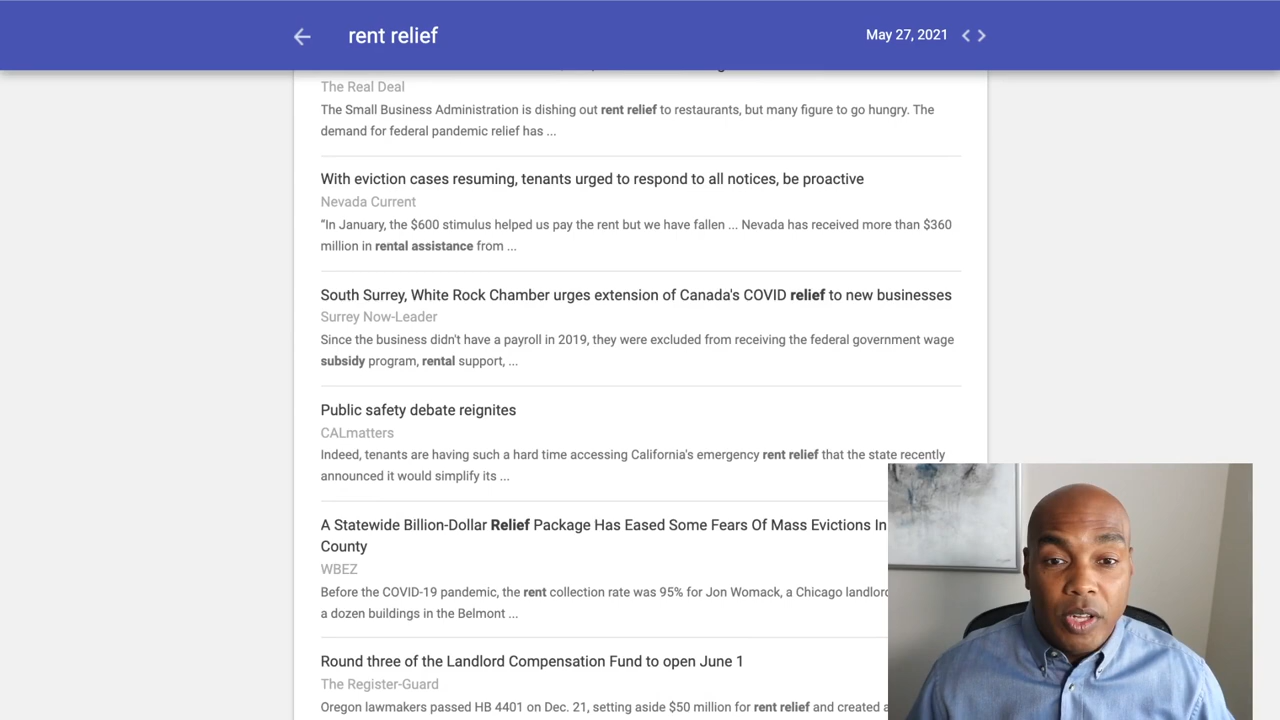 rent relief
May 27, 2021
The Real Deal
The Small Business Administration is dishing out rent relief to restaurants, but many figure to go hungry. The
demand for federal pandemic relief has ...
With eviction cases resuming, tenants urged to respond to all notices, be proactive
Nevada Current
“In January, the $600 stimulus helped us pay the rent but we have fallen ... Nevada has received more than $360
million in rental assistance from ...
South Surrey, White Rock Chamber urges extension of Canada's COVID relief to new businesses
Surrey Now-Leader
Since the business didn't have a payroll in 2019, they were excluded from receiving the federal government wage
subsidy program, rental support, ...
Public safety debate reignites
CALmatters
Indeed, tenants are having such a hard time accessing California's emergency rent relief that the state recently
announced it would simplify its ...
A Statewide Billion-Dollar Relief Package Has Eased Some Fears Of Mass Evictions In
County
WBEZ
Before the COVID-19 pandemic, the rent collection rate was 95% for Jon Womack, a Chicago landlord
a dozen buildings in the Belmont ...
Round three of the Landlord Compensation Fund to open June 1
The Register-Guard
Oregon lawmakers passed HB 4401 on Dec. 21, setting aside $50 million for rent relief and created a